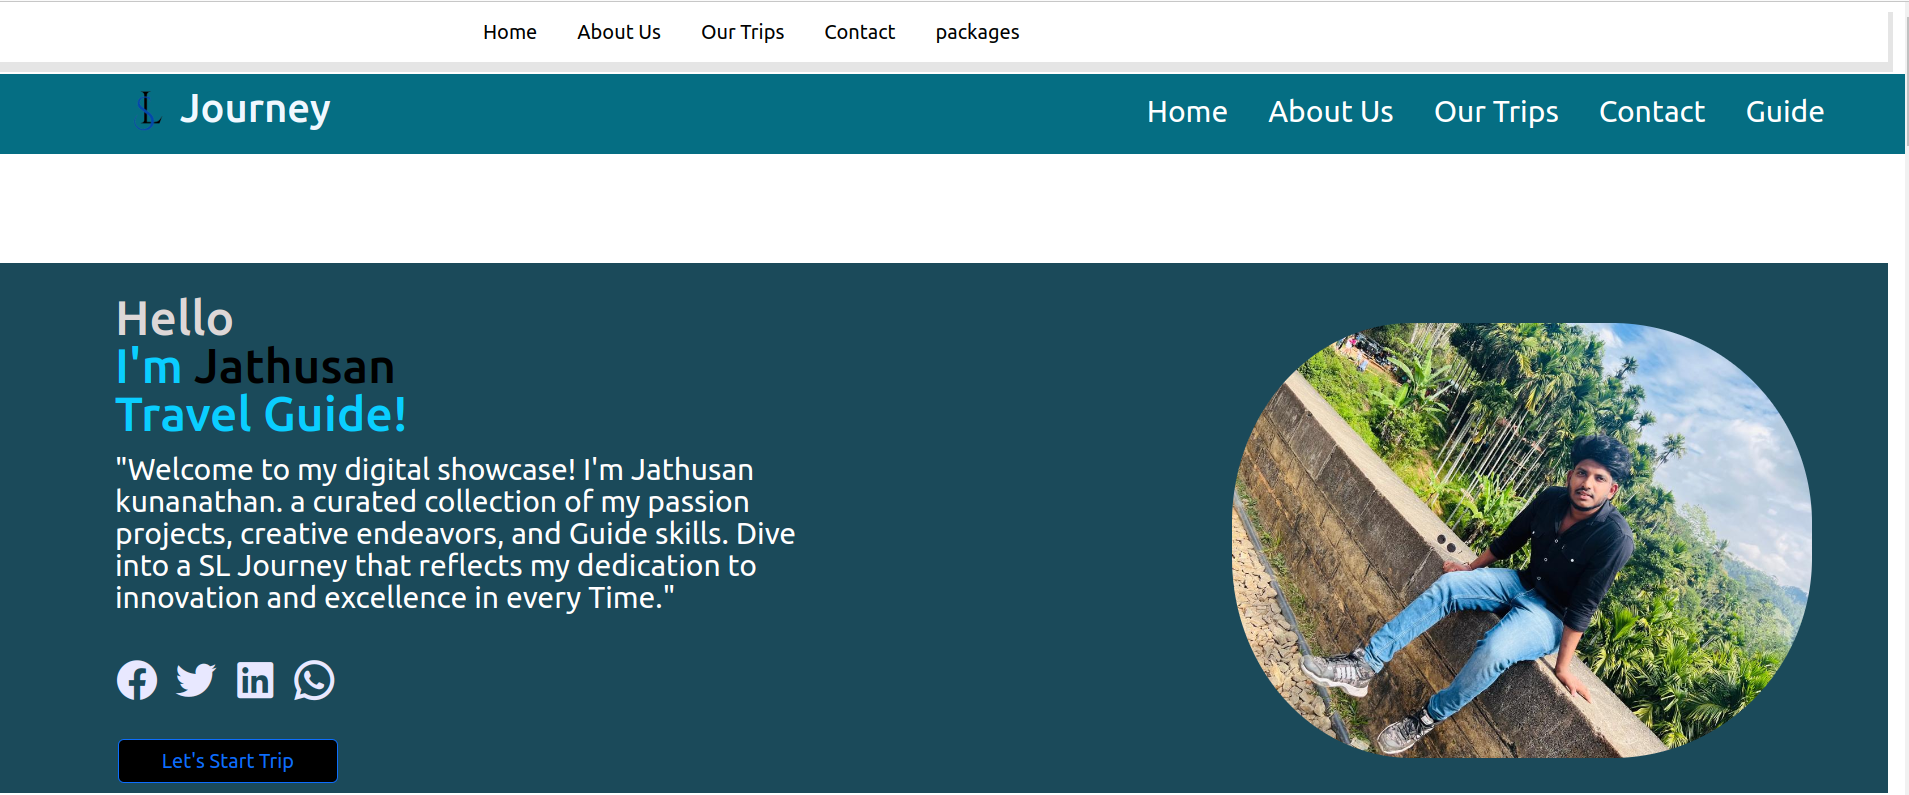 Home About Us Our Trips Contact packages
SL Journey Home About Us Our Trips Contact Guide
Hello
I'm Jathusan
Travel Guide!
"Welcome to my digital showcase! I'm Jathusan
kunanathan. a curated collection of my passion
projects, creative endeavors, and Guide skills. Dive
into a SL Journey that reflects my dedication to
innovation and excellence in every Time."
in
Let's Start Trip